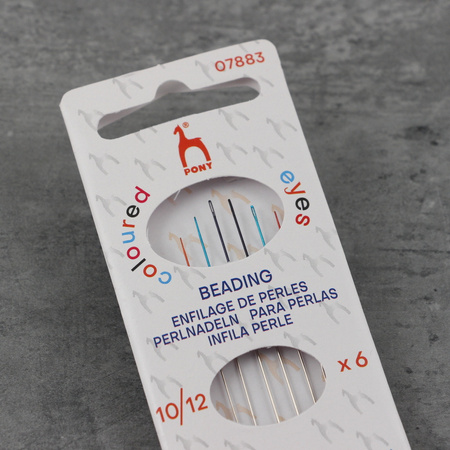 07883
PONY
coloured eyes
BEADING
ENFILAGE DE PERLES
PERLNADELN PARA PERLAS
INFILA PERLE
10/12 x 6